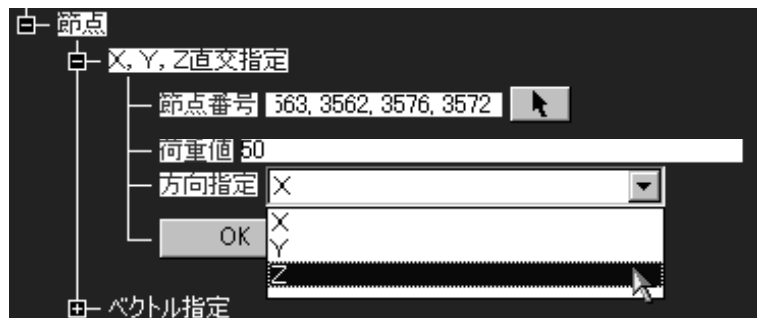 節点
X, Y, Z直交指定
節点番号 563, 3562, 3576, 3572
荷重値 50
方向指定 X
OK
X
Y
Z
ベクトル指定